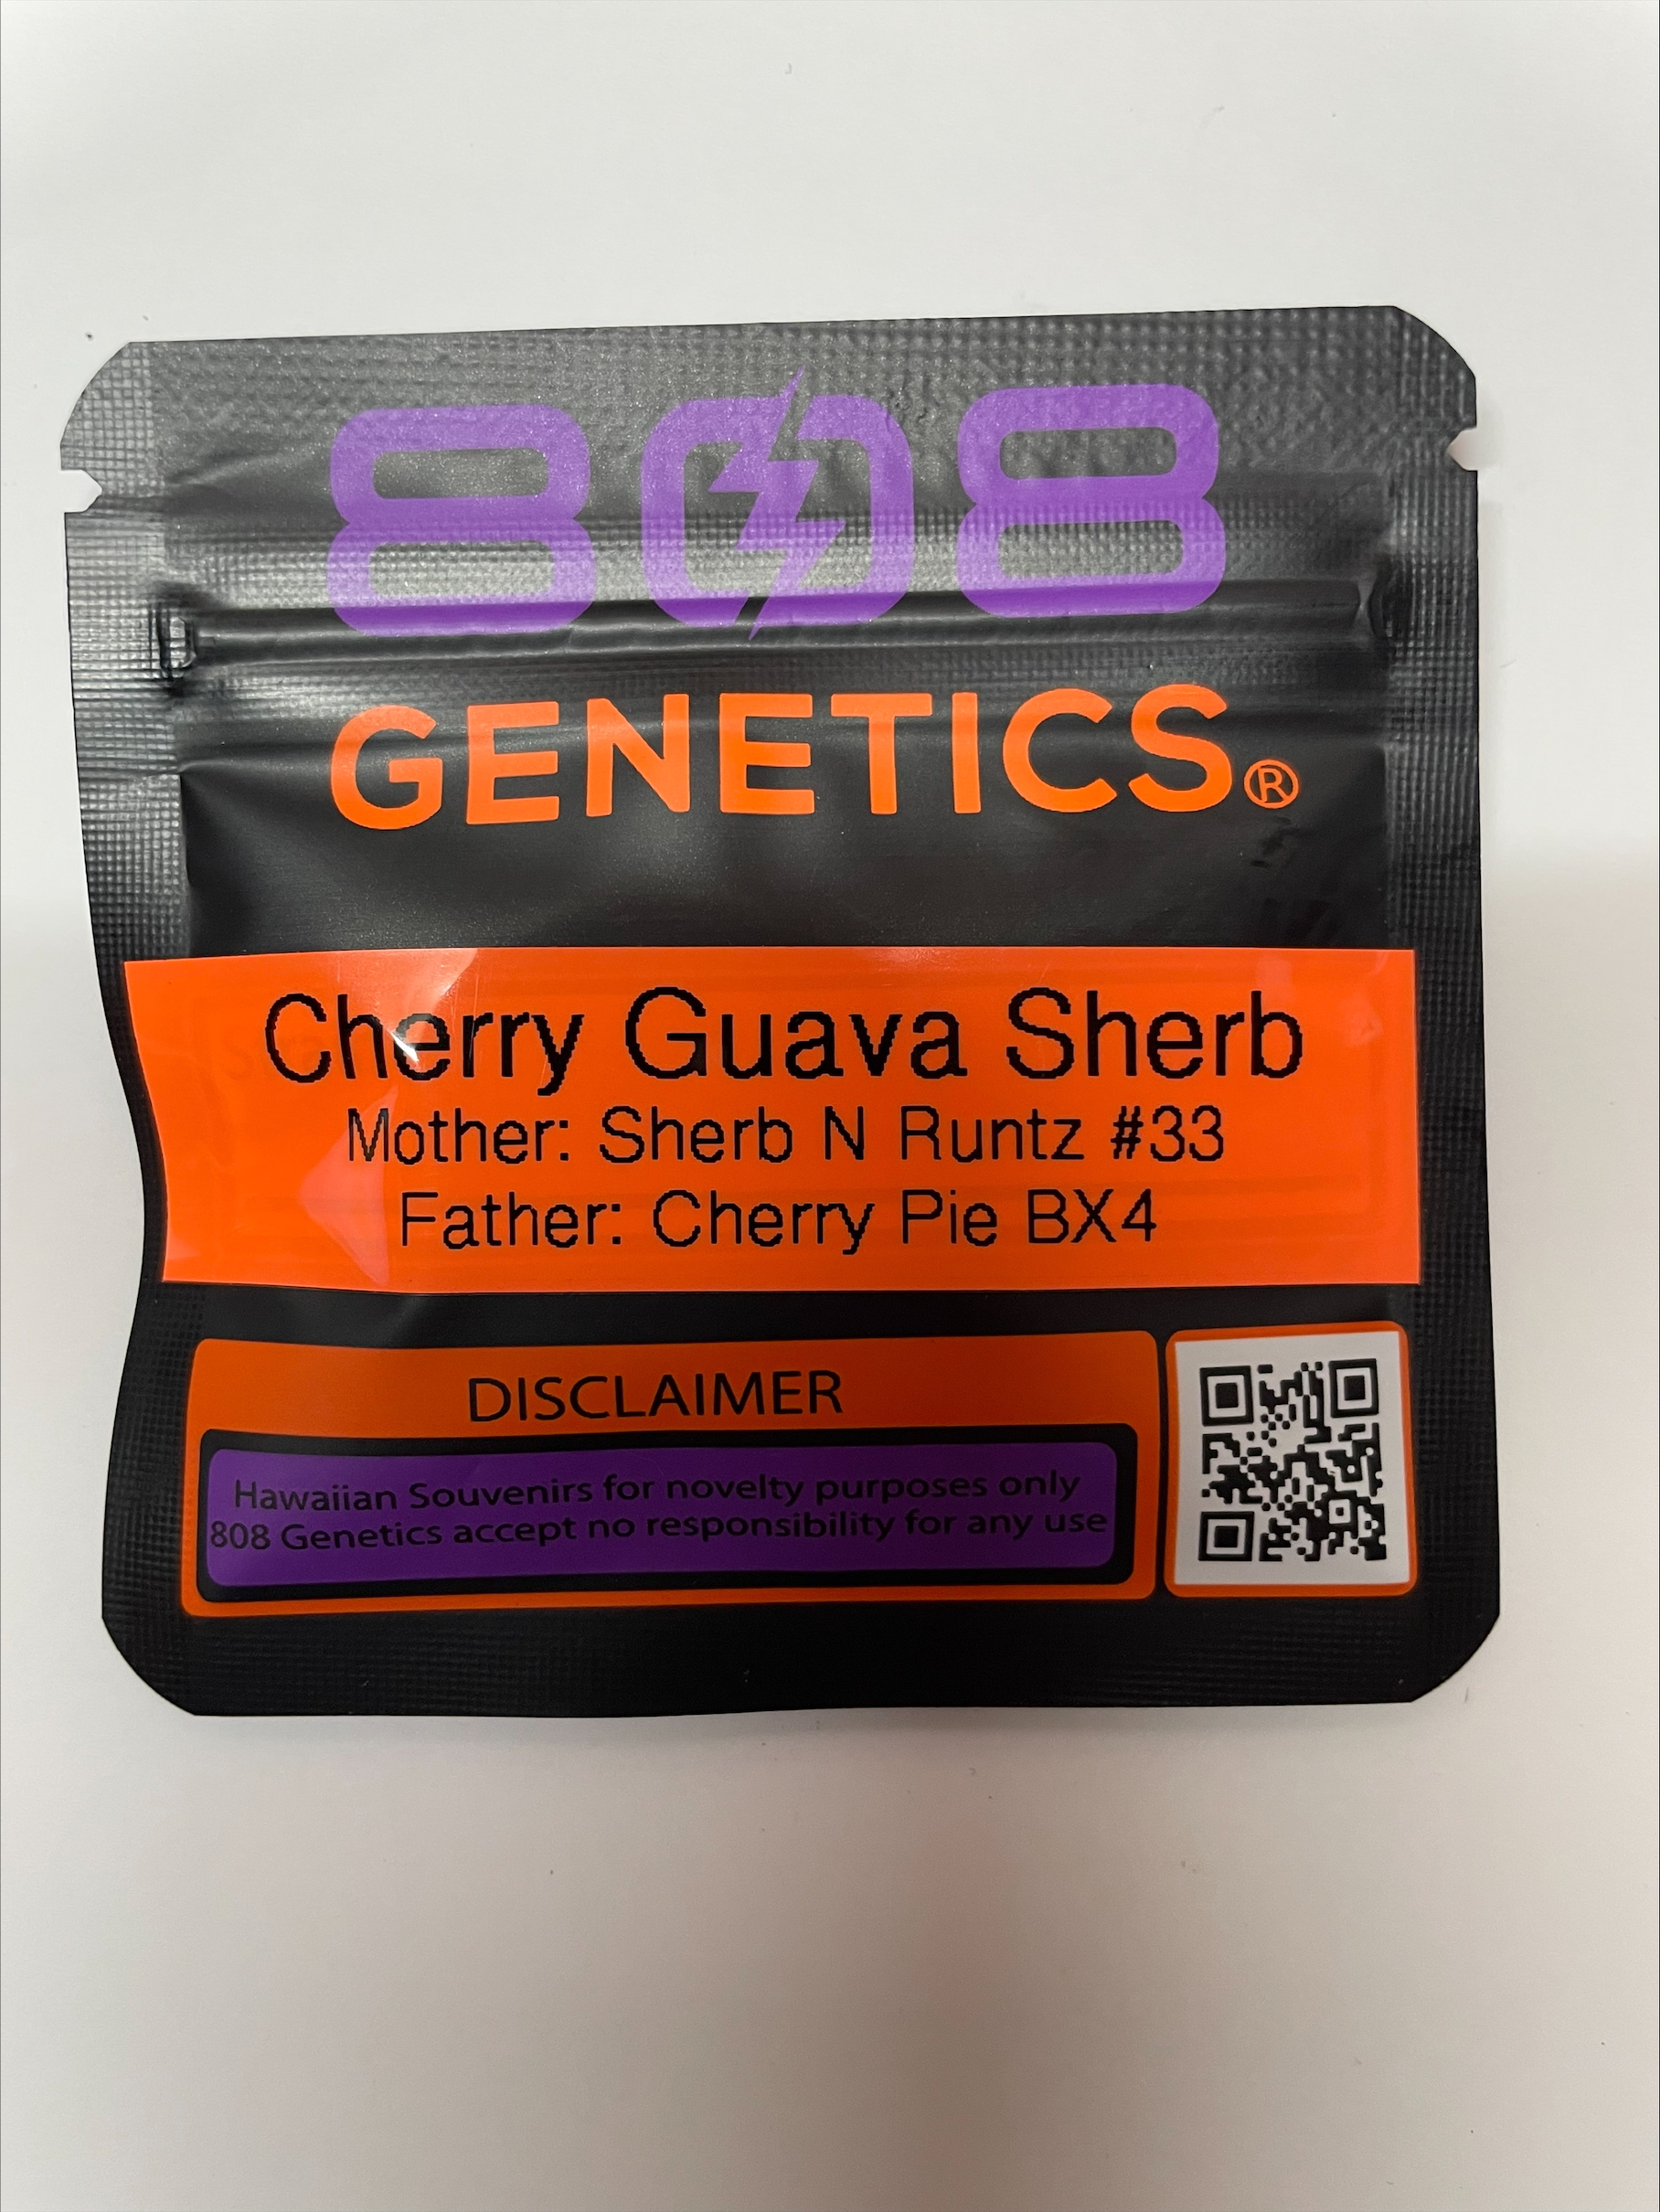 808
GENETICS®
Cherry Guava Sherb
Mother: Sherb N Runtz #33
Father: Cherry Pie BX4
DISCLAIMER
Hawaiian Souvenirs for novelty purposes only
808 Genetics accept no responsibility for any use